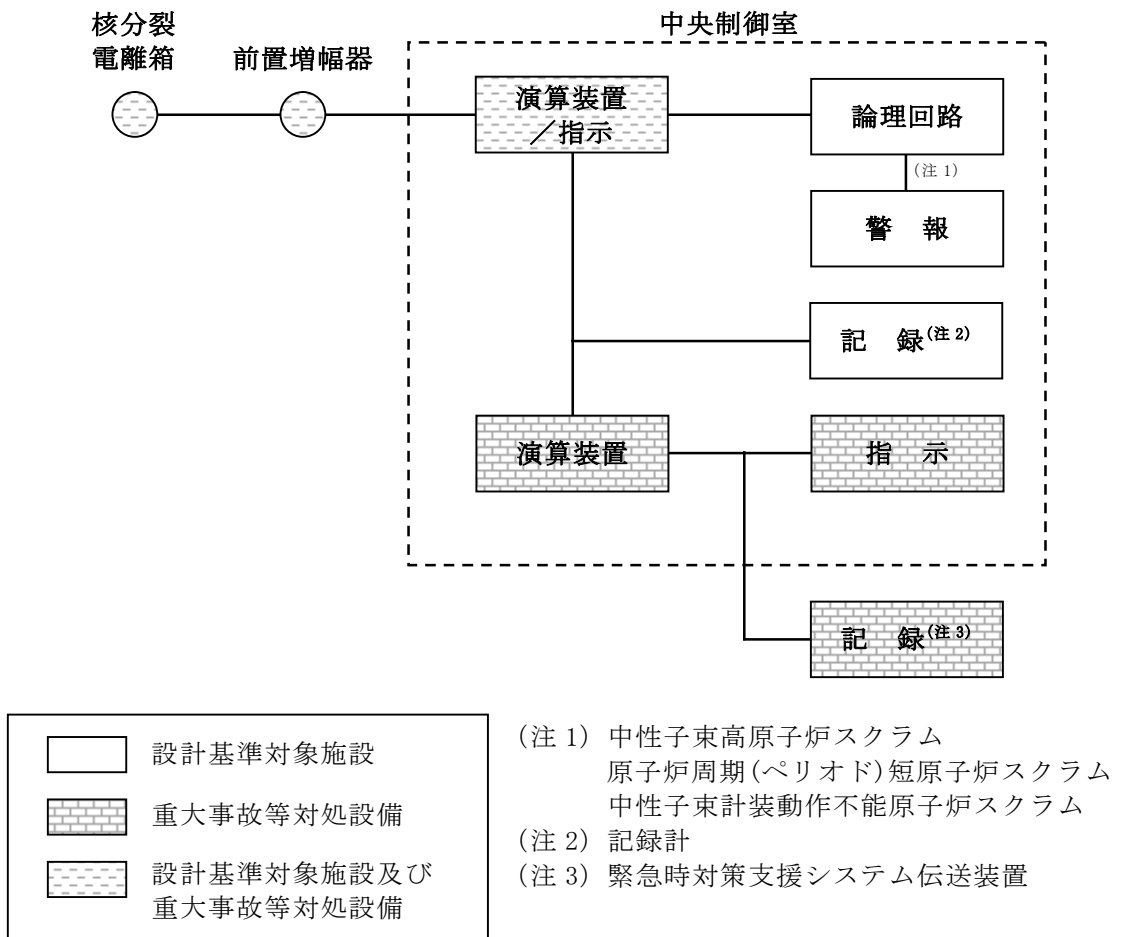 核分裂
電離箱
前置増幅器
中央制御室
演算装置
／指示
論理回路
(注 1)
警　報
記　録(注 2)
演算装置
指　示
記　録(注 3)
設計基準対象施設
重大事故等対処設備
設計基準対象施設及び
重大事故等対処設備
(注 1) 中性子束高原子炉スクラム
原子炉周期(ペリオド)短原子炉スクラム
中性子束計装動作不能原子炉スクラム
(注 2) 記録計
(注 3) 緊急時対策支援システム伝送装置